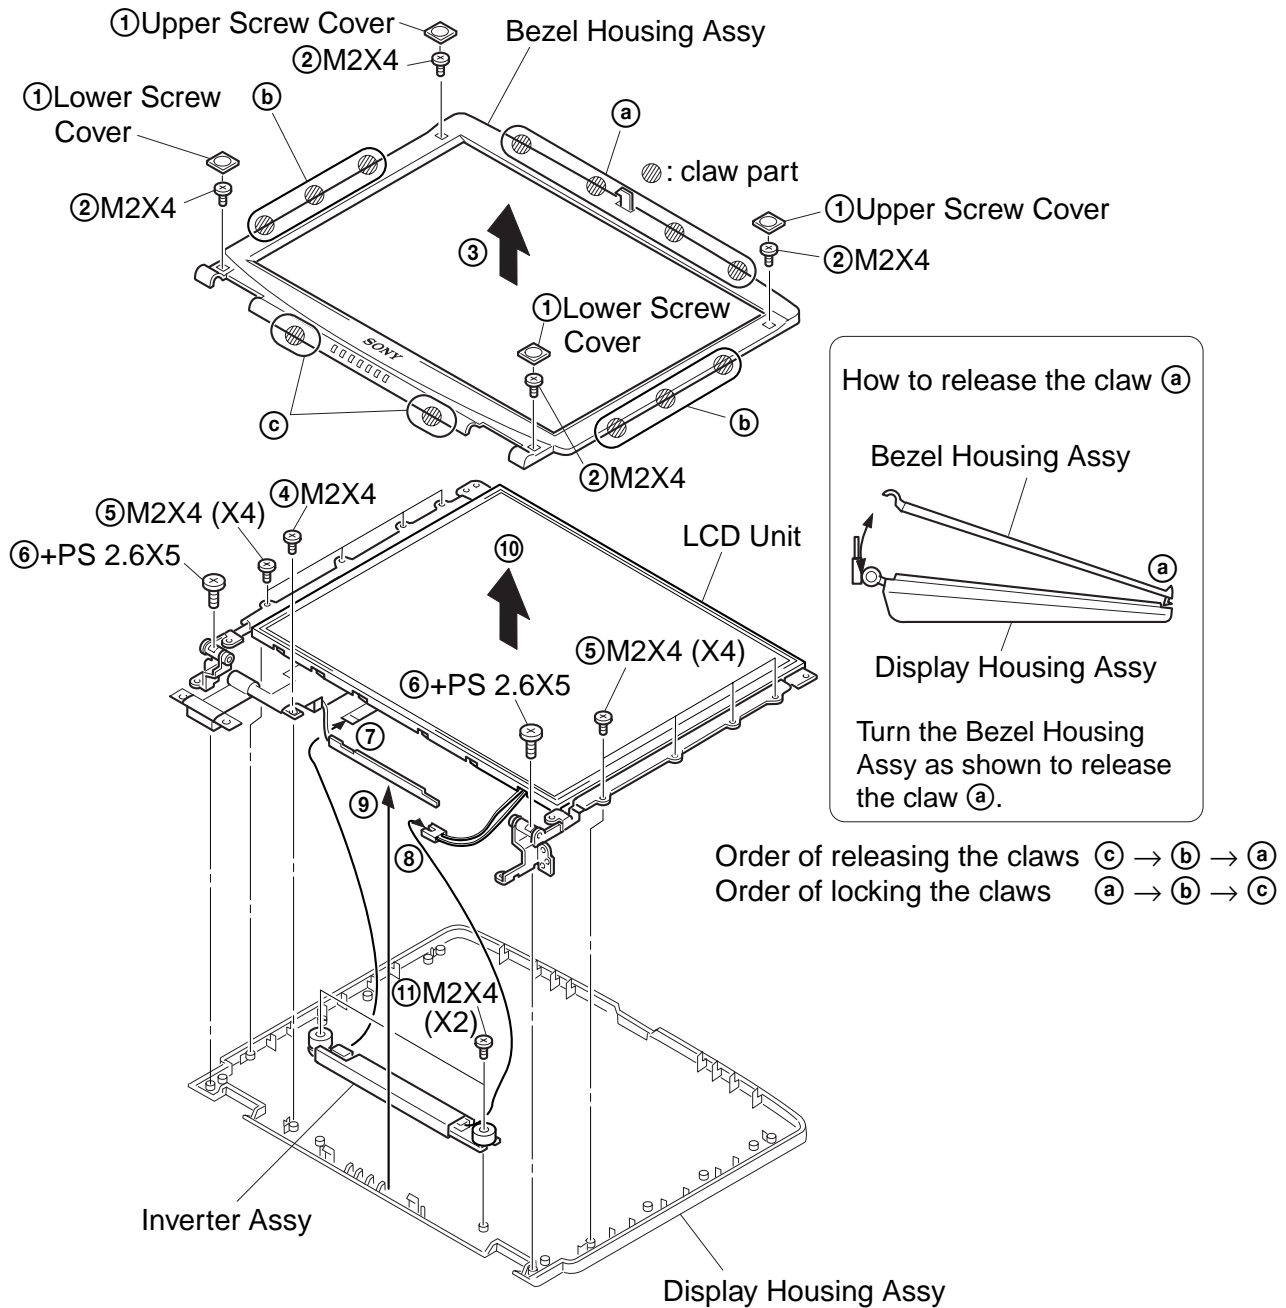 ①Upper Screw Cover
②M2X4
Bezel Housing Assy
①Lower Screw
Cover
ⓑ
ⓐ
: claw part
②M2X4
①Upper Screw Cover
②M2X4
③
①Lower Screw
Cover
SONY
ⓒ
ⓑ
②M2X4
How to release the claw ⓐ
Bezel Housing Assy
ⓐ
Display Housing Assy
Turn the Bezel Housing
Assy as shown to release
the claw ⓐ.
④M2X4
⑤M2X4 (X4)
⑥+PS 2.6X5
⑩
LCD Unit
⑤M2X4 (X4)
⑥+PS 2.6X5
⑦
⑨
⑧
Order of releasing the claws ⓒ → ⓑ → ⓐ
Order of locking the claws ⓐ → ⓑ → ⓒ
⑪M2X4
(X2)
Inverter Assy
Display Housing Assy